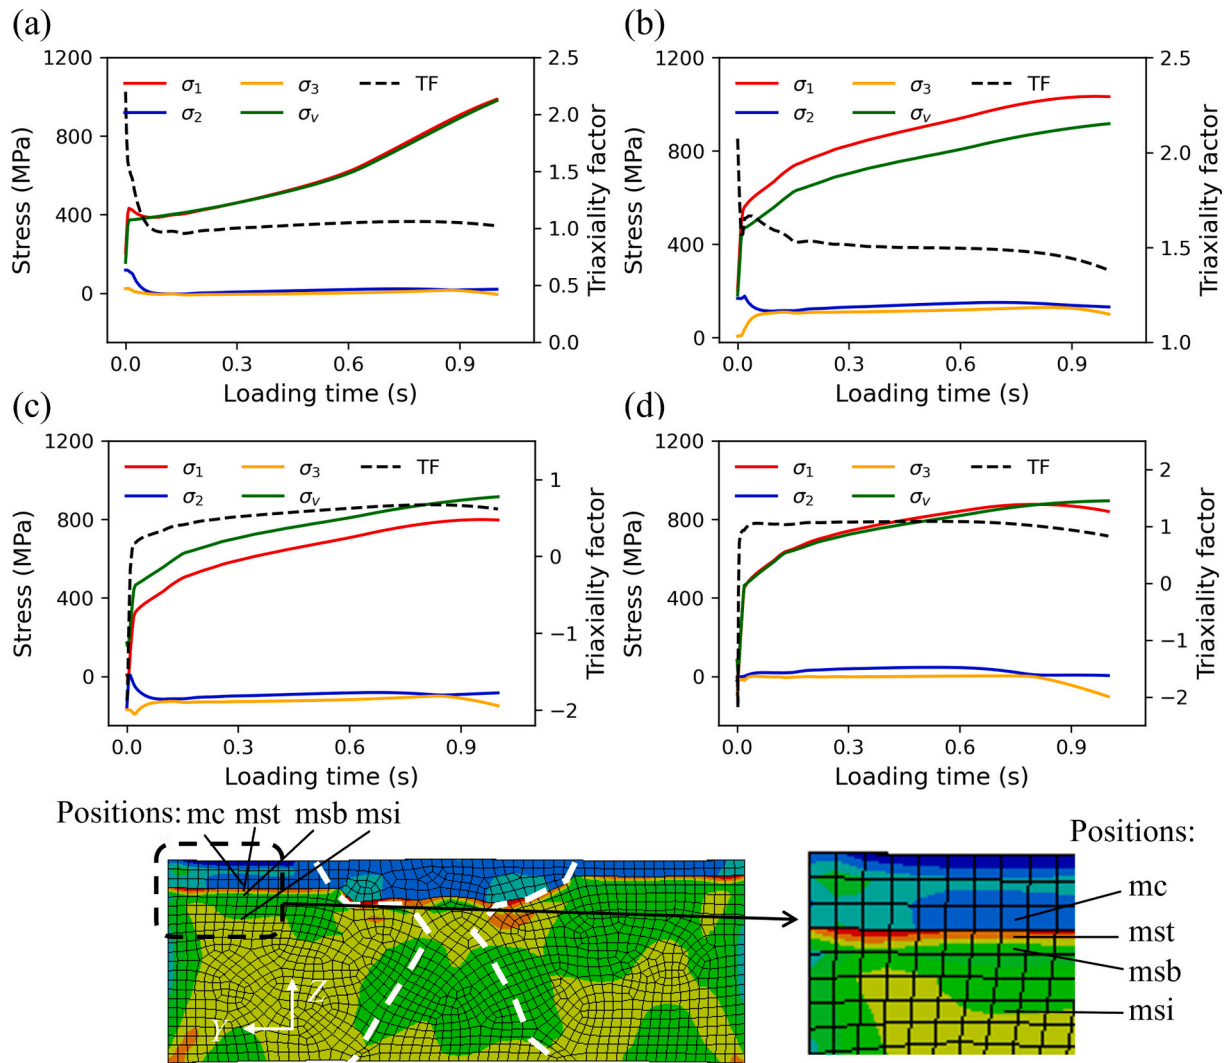 (a)
σ1 σ3 TF
σ2 σv
Stress (MPa)
1200
800
400
0
Triaxiality factor
2.5
2.0
1.5
1.0
0.5
0.0
0.0 0.3 0.6 0.9
Loading time (s)
(b)
σ1 σ3 TF
σ2 σv
Stress (MPa)
1200
800
400
0
Triaxiality factor
2.5
2.0
1.5
1.0
0.0 0.3 0.6 0.9
Loading time (s)
(c)
σ1 σ3 TF
σ2 σv
Stress (MPa)
1200
800
400
0
Triaxiality factor
1
0
−1
−2
0.0 0.3 0.6 0.9
Loading time (s)
(d)
σ1 σ3 TF
σ2 σv
Stress (MPa)
1200
800
400
0
Triaxiality factor
2
1
0
−1
−2
0.0 0.3 0.6 0.9
Loading time (s)
Positions: mc mst msb msi
Z
Y
Positions:
mc
mst
msb
msi